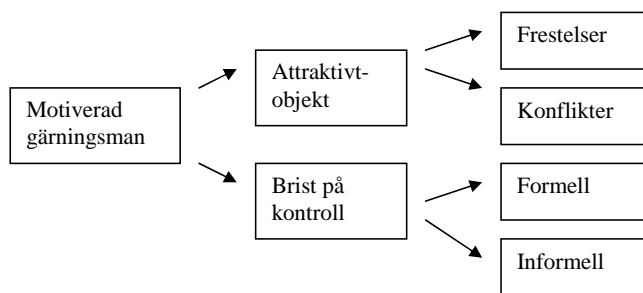 Motiverad
gärningsman
Attraktivt-
objekt
Brist på
kontroll
Frestelser
Konflikter
Formell
Informell